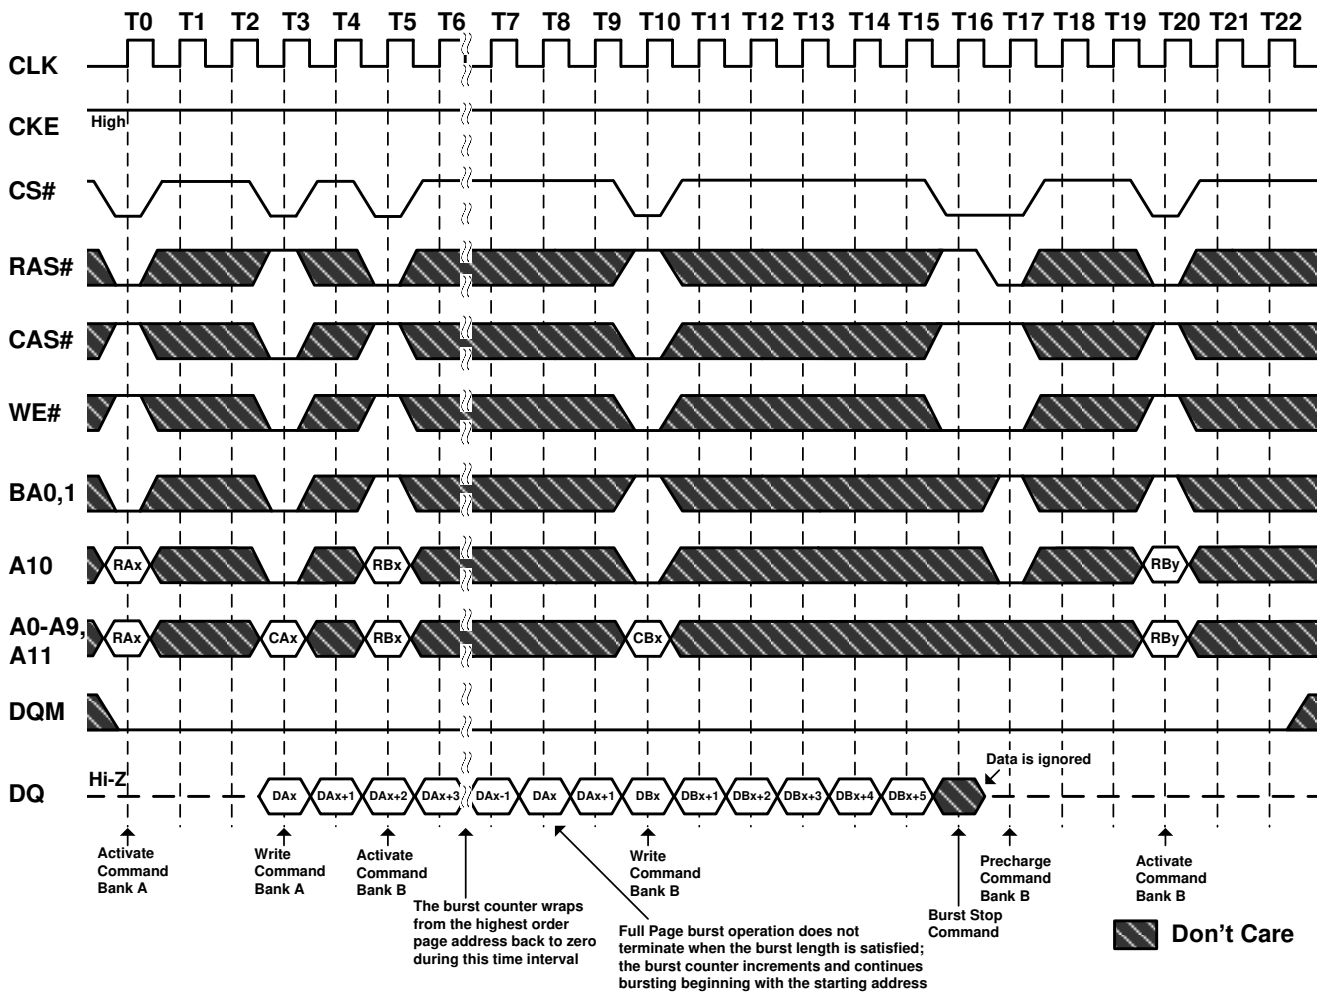 T0 T1 T2 T3 T4 T5 T6 T7 T8 T9 T10 T11 T12 T13 T14 T15 T16 T17 T18 T19 T20 T21 T22
CLK
CKE High
CS#
RAS#
CAS#
WE#
BA0,1
A10 RAx RBx RBy
A0-A9,
A11 RAx CAx RBx CBx RBy
DQM
Data is ignored
DQ Hi-Z DAx DAx+1 DAx+2 DAx+3 DAx-1 DAx DAx+1 DBx DBx+1 DBx+2 DBx+3 DBx+4 DBx+5
Activate
Command
Bank A
Write
Command
Bank A
Activate
Command
Bank B
The burst counter wraps
from the highest order
page address back to zero
during this time interval
Full Page burst operation does not
terminate when the burst length is satisfied;
the burst counter increments and continues
bursting beginning with the starting address
Write
Command
Bank B
Burst Stop
Command
Precharge
Command
Bank B
Activate
Command
Bank B
Don't Care